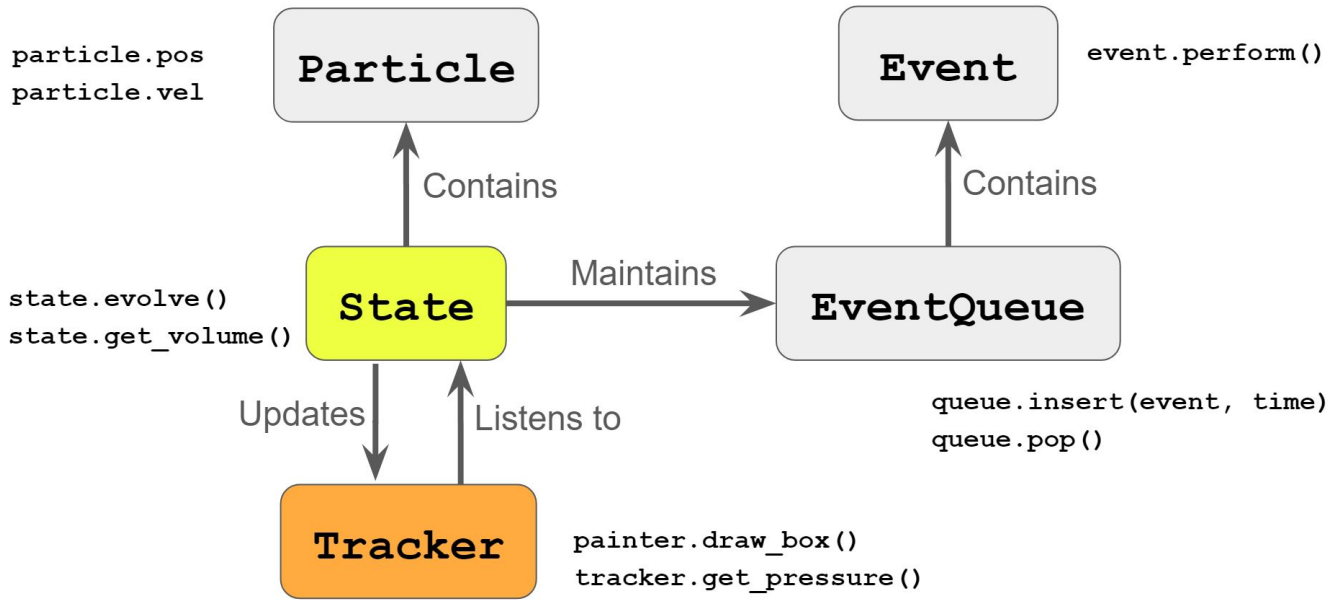 particle.pos
particle.vel
Particle
Event
event.perform()
Contains
Contains
state.evolve()
state.get_volume()
State
Maintains
EventQueue
Updates
Listens to
queue.insert(event, time)
queue.pop()
Tracker
painter.draw_box()
tracker.get_pressure()